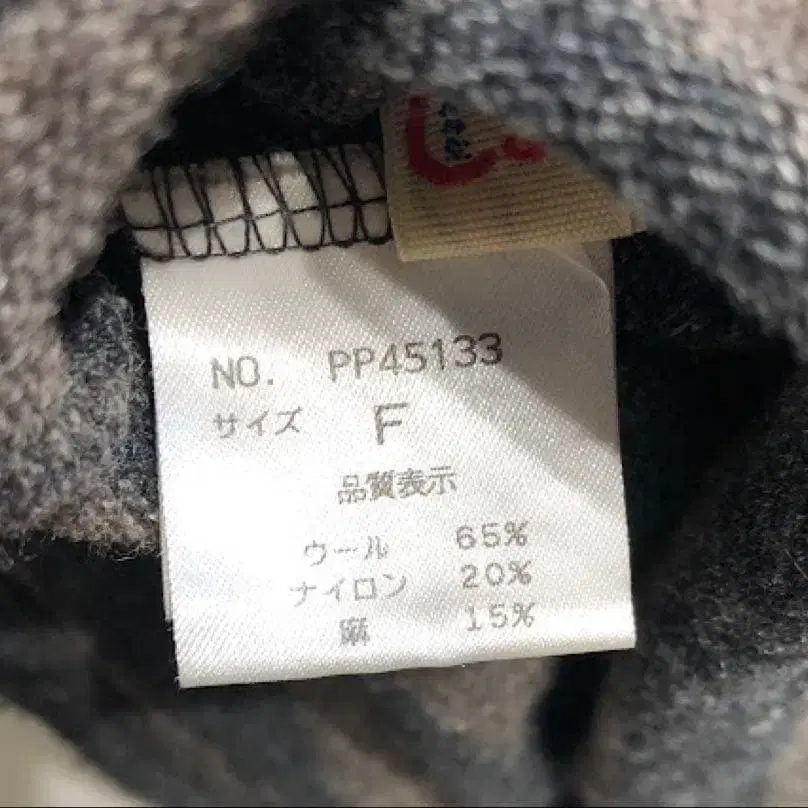 NO. PP45133
サイズ F
品質表示
ウール 65%
ナイロン 20%
麻 15%